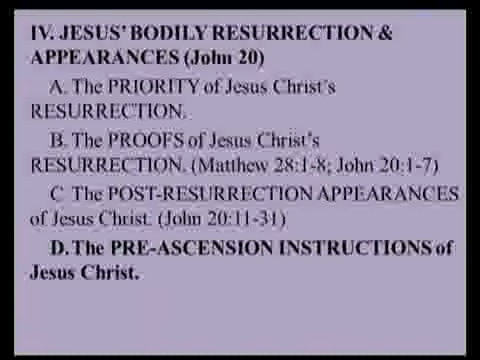 IV. JESUS’ BODILY RESURRECTION &
APPEARANCES (John 20)
A. The PRIORITY of Jesus Christ’s
RESURRECTION.
B. The PROOFS of Jesus Christ’s
RESURRECTION. (Matthew 28:1-8; John 20:1-7)
C The POST-RESURRECTION APPEARANCES
of Jesus Christ. (John 20:11-31)
D. The PRE-ASCENSION INSTRUCTIONS of
Jesus Christ.